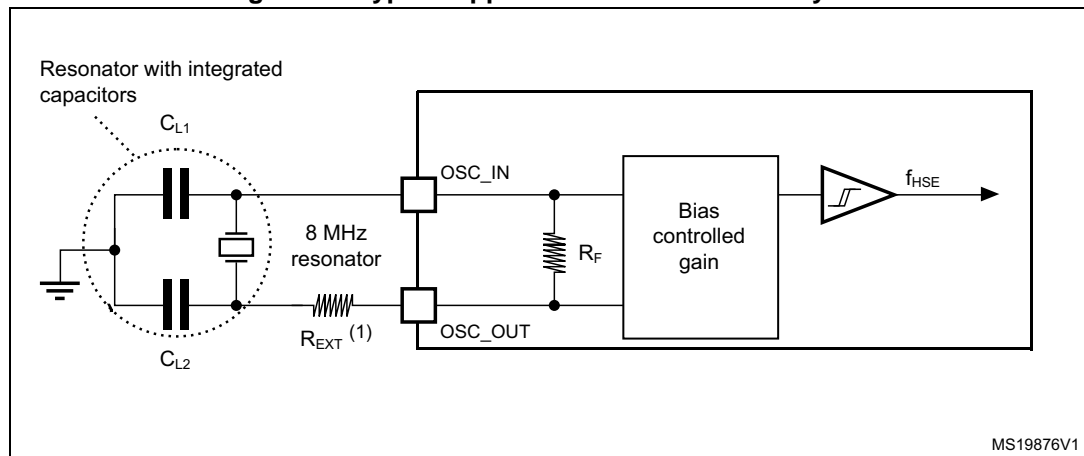 Resonator with integrated
capacitors
C_L1
OSC_IN
f_HSE
8 MHz
resonator
R_F
Bias
controlled
gain
R_EXT (1)
OSC_OUT
C_L2
MS19876V1